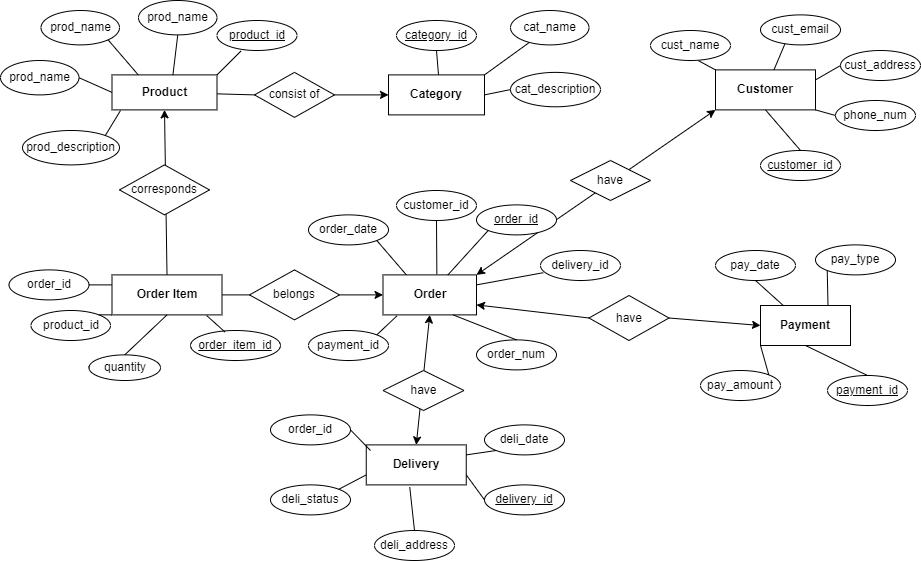 prod_name
prod_name
product_id
category_id
cat_name
cust_name
cust_email
prod_name
Product
consist of
Category
cat_description
Customer
cust_address
phone_num
prod_description
customer_id
corresponds
have
order_date
customer_id
order_id
order_id
Order Item
belongs
Order
delivery_id
pay_date
pay_type
product_id
quantity
order_item_id
payment_id
order_num
have
Payment
have
pay_amount
payment_id
order_id
Delivery
deli_date
deli_status
delivery_id
deli_address